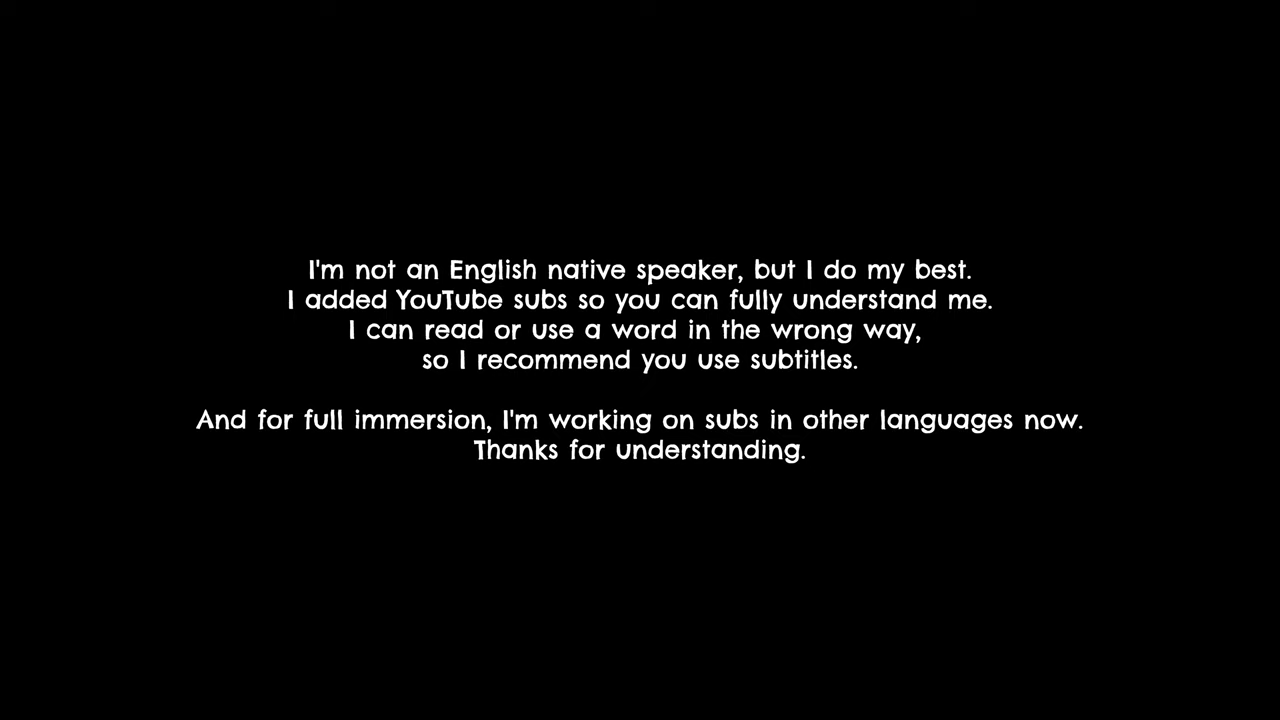 I'm not an English native speaker, but I do my best.
I added YouTube subs so you can fully understand me.
I can read or use a word in the wrong way,
so I recommend you use subtitles.
And for full immersion, I'm working on subs in other languages now.
Thanks for understanding.